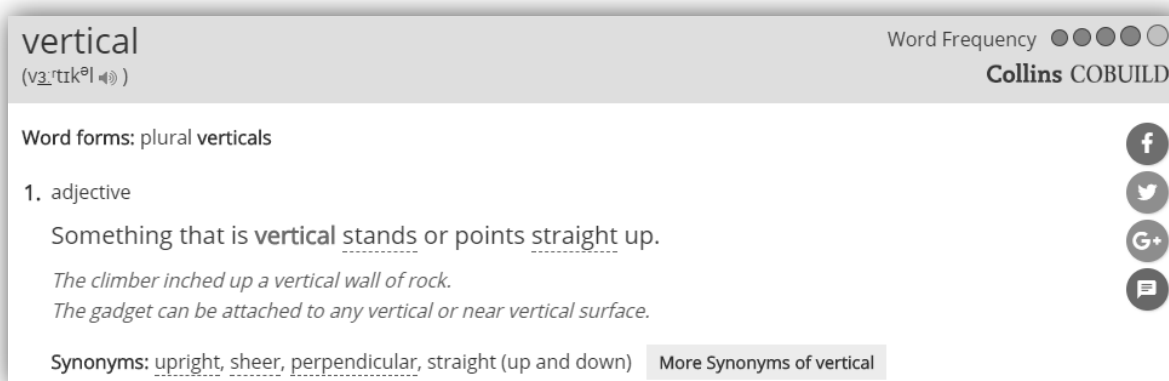 vertical
Word Frequency
(vɜːʳtɪkᵊl)
Collins COBUILD
Word forms: plural verticals
1. adjective
Something that is vertical stands or points straight up.
The climber inched up a vertical wall of rock.
The gadget can be attached to any vertical or near vertical surface.
Synonyms: upright, sheer, perpendicular, straight (up and down) More Synonyms of vertical
f
G+